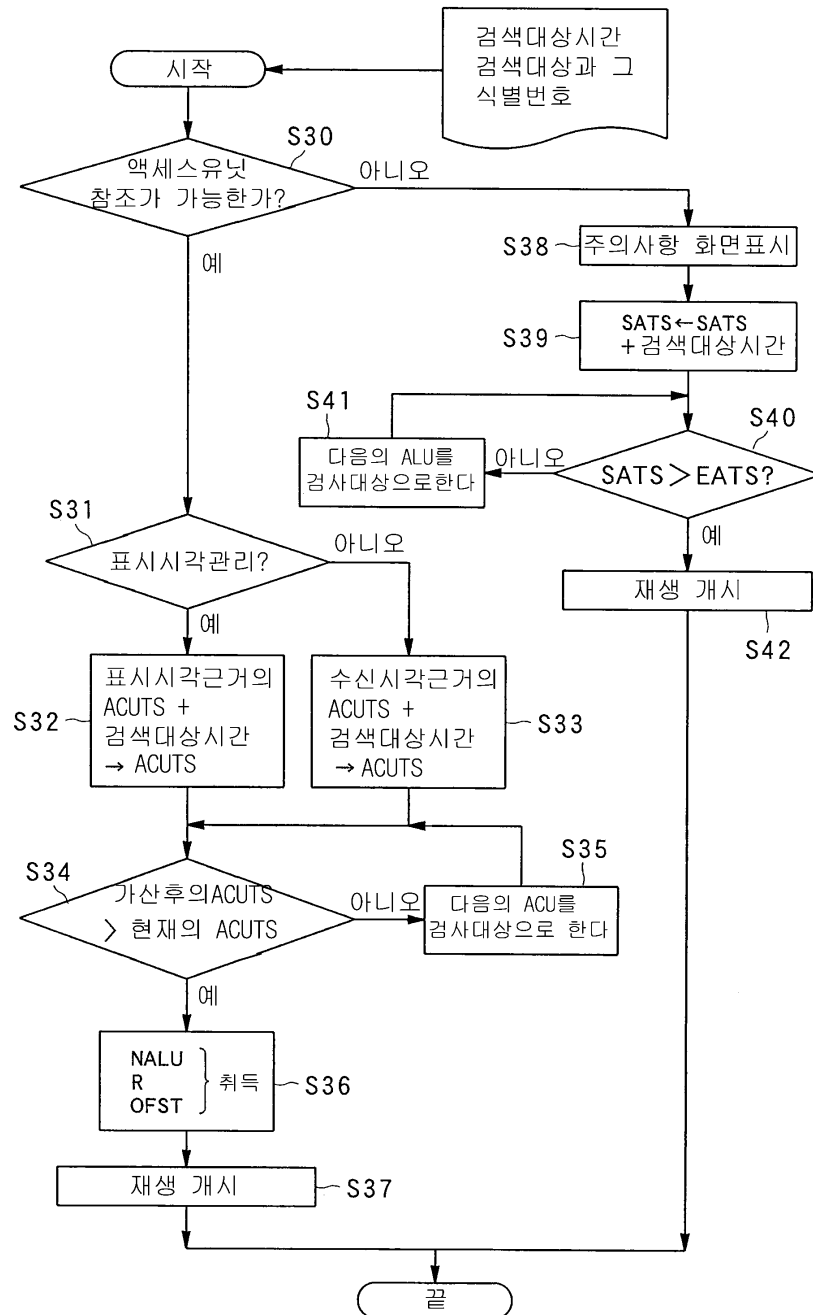 검색대상시간
검색대상과 그
식별번호
시작
S30
액세스유닛
참조가 가능한가?
아니오
예
S38
주의사항 화면표시
S39
SATS←SATS
+검색대상시간
S41
다음의 ALU를
검사대상으로한다
아니오
S40
SATS>EATS?
예
재생 개시
S42
S31
표시시각관리?
아니오
예
S32
표시시각근거의
ACUTS +
검색대상시간
→ ACUTS
수신시각근거의
ACUTS +
검색대상시간
→ ACUTS
S33
S34
가산후의ACUTS
> 현재의 ACUTS
아니오
S35
다음의 ACU를
검사대상으로 한다
예
NALU
R
OFST
취득
S36
재생 개시
S37
끝